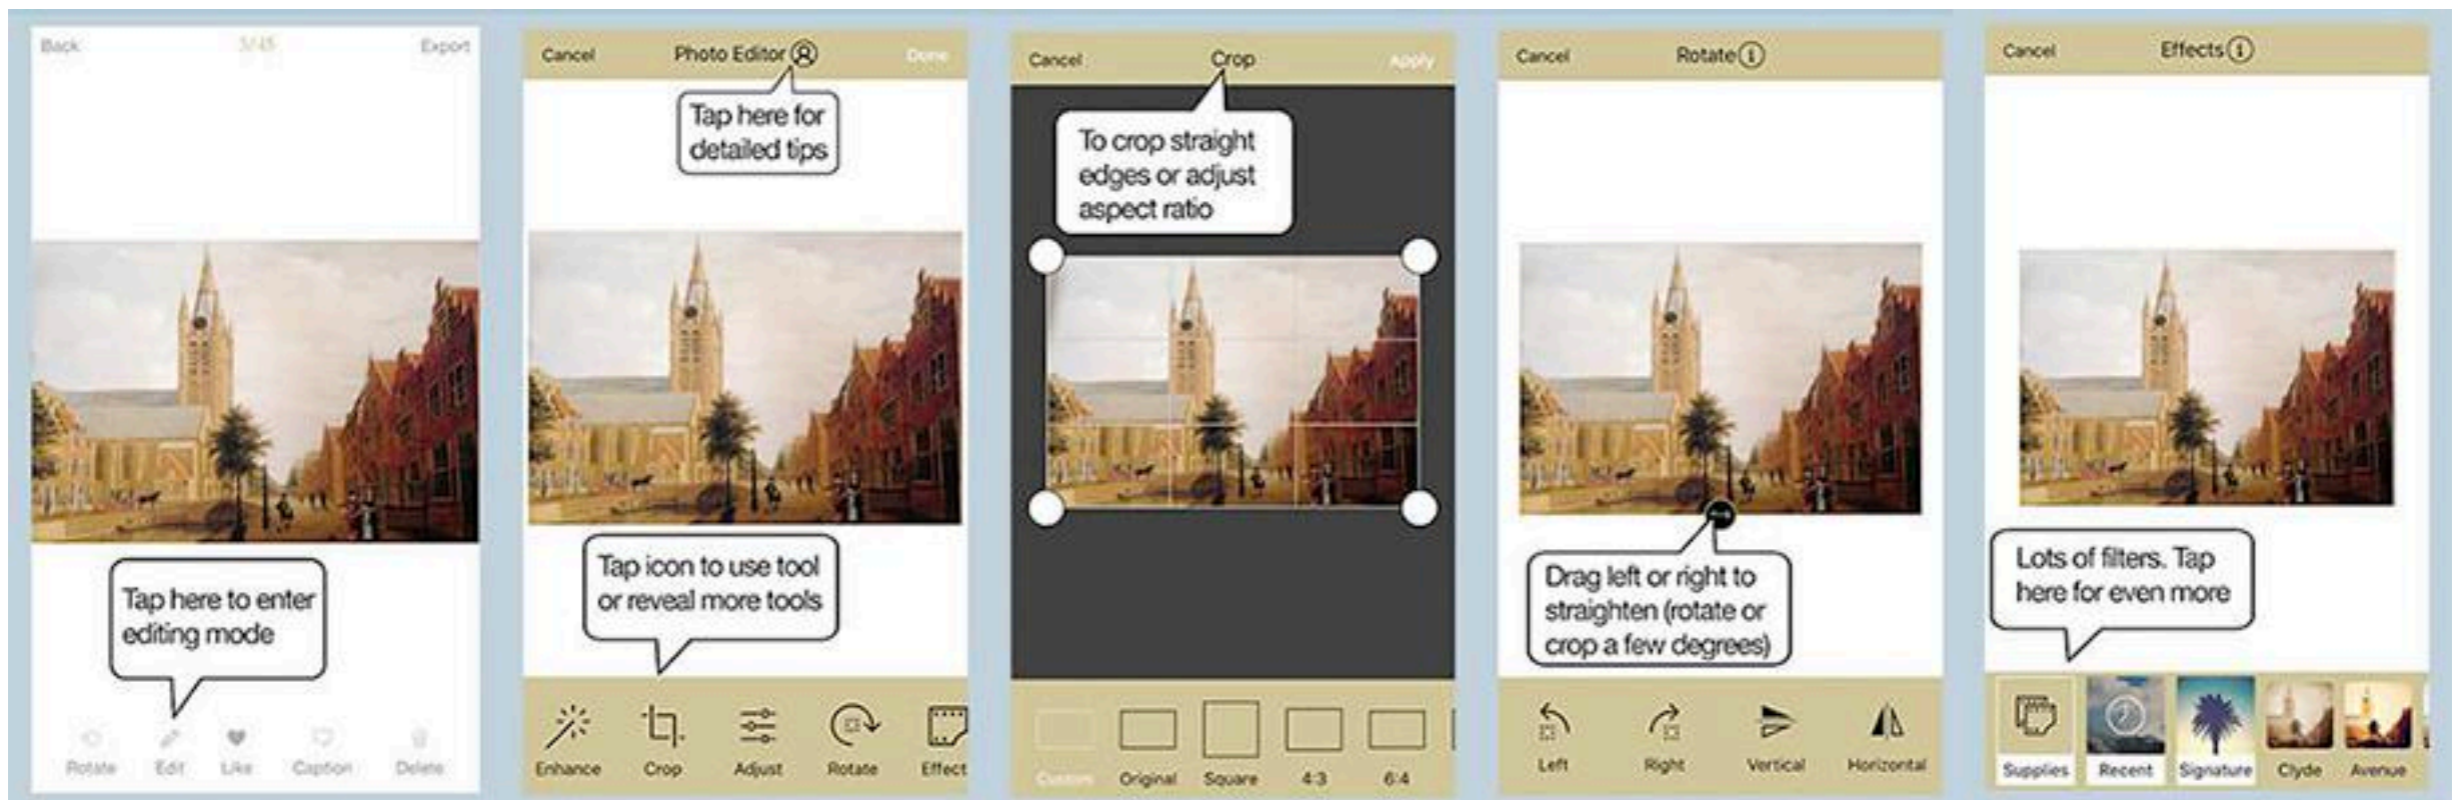 Back 3/45 Export
Tap here to enter
editing mode
Rotate Edit Like Caption Delete
Cancel Photo Editor Done
Tap here for
detailed tips
Tap icon to use tool
or reveal more tools
Enhance Crop Adjust Rotate Effect
Cancel Crop Apply
To crop straight
edges or adjust
aspect ratio
Custom Original Square 4:3 6:4
Cancel Rotate i
Drag left or right to
straighten (rotate or
crop a few degrees)
Left Right Vertical Horizontal
Cancel Effects i
Lots of filters. Tap
here for even more
Supplies Recent Signature Clyde Avenue